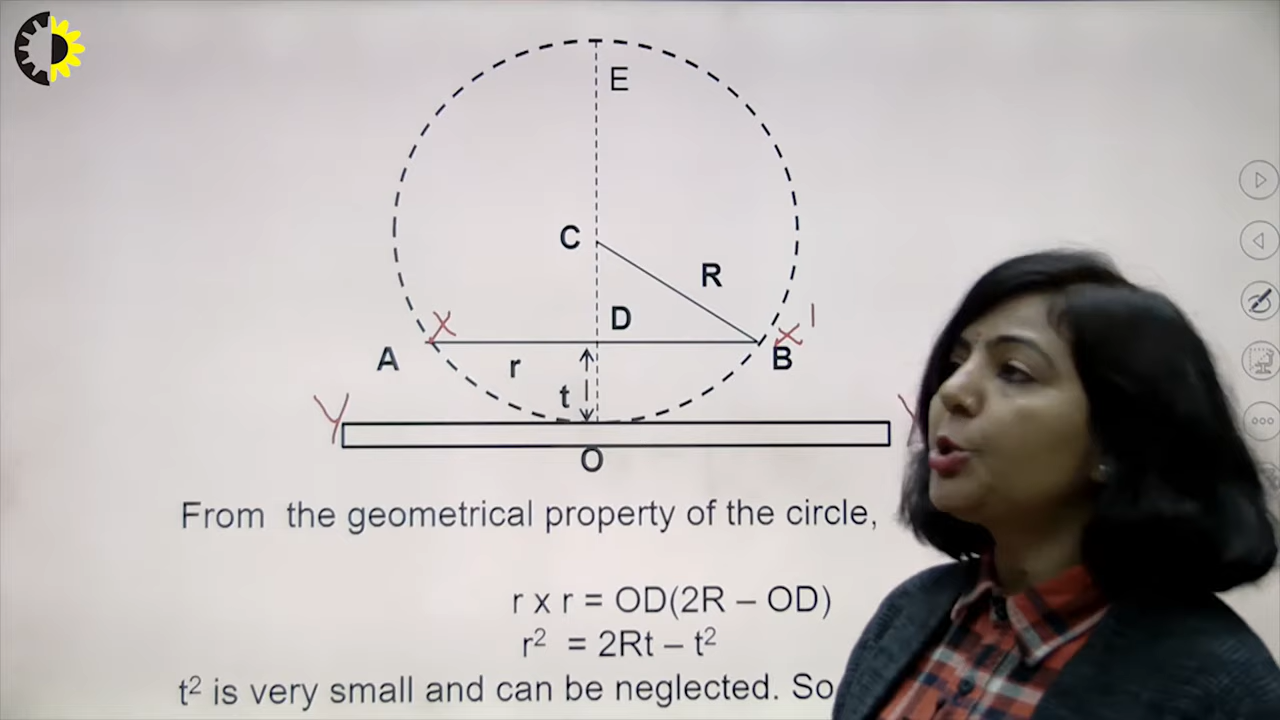 E
C
R
D
X
X'
A
r
B
t
Y
O
From the geometrical property of the circle,
r x r = OD(2R – OD)
r² = 2Rt – t²
t² is very small and can be neglected. So